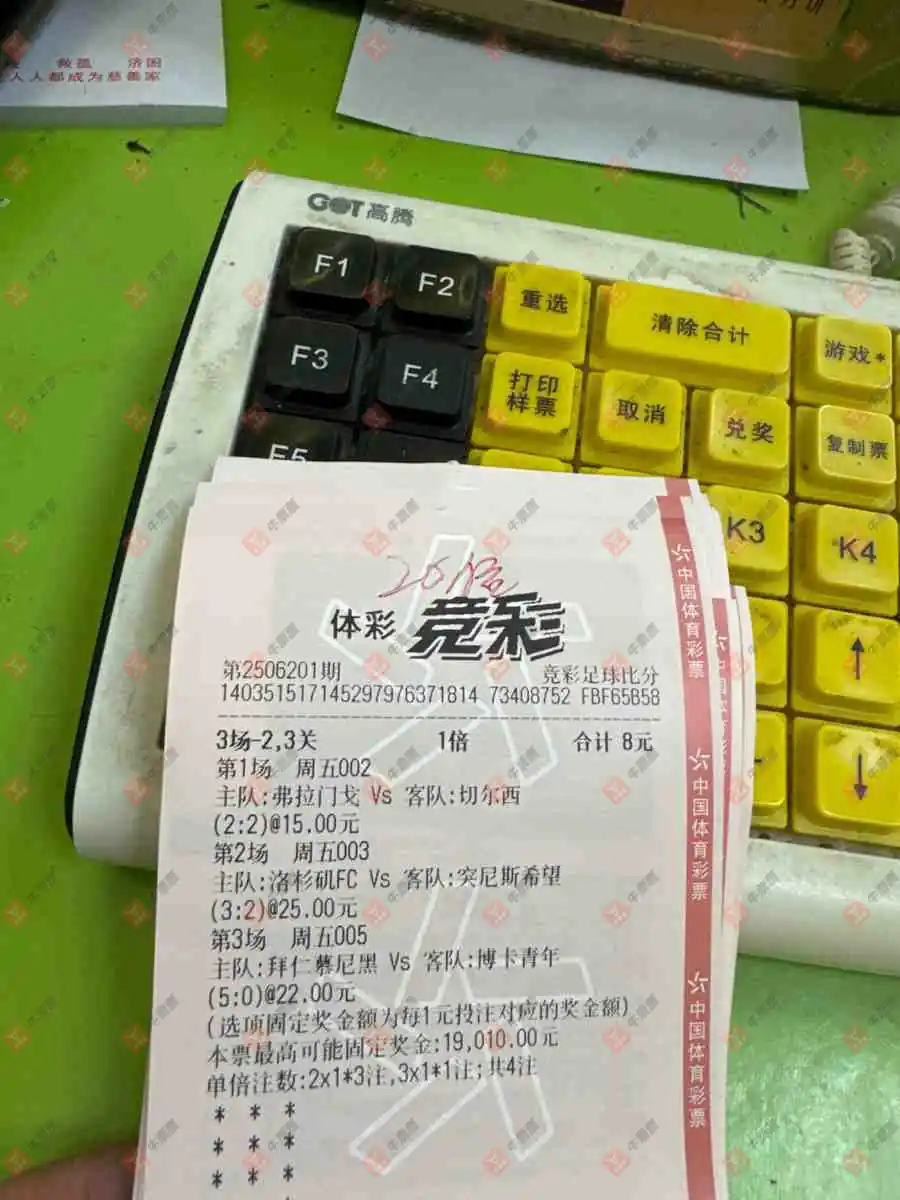 救孤 济困
人人都成为慈善家
GOT高腾
F1
F2
重选
清除合计
游戏*
F3
F4
打印
样票
取消
兑奖
复制票
F5
K3
K4
↑
↓
20倍
体彩 竞彩
第2506201期 竞彩足球比分
140351517145297976371814 73408752 FBF65B58
3场-2,3关 1倍 合计 8元
第1场 周五002
主队:弗拉门戈 Vs 客队:切尔西
(2:2)@15.00元
第2场 周五003
主队:洛杉矶FC Vs 客队:突尼斯希望
(3:2)@25.00元
第3场 周五005
主队:拜仁慕尼黑 Vs 客队:博卡青年
(5:0)@22.00元
(选项固定奖金额为每1元投注对应的奖金额)
本票最高可能固定奖金:19,010.00元
单倍注数:2x1*3注,3x1*1注;共4注
* * *
* * *
* * *
中国体育彩票
中国体育彩票
中国体育彩票
牛票票